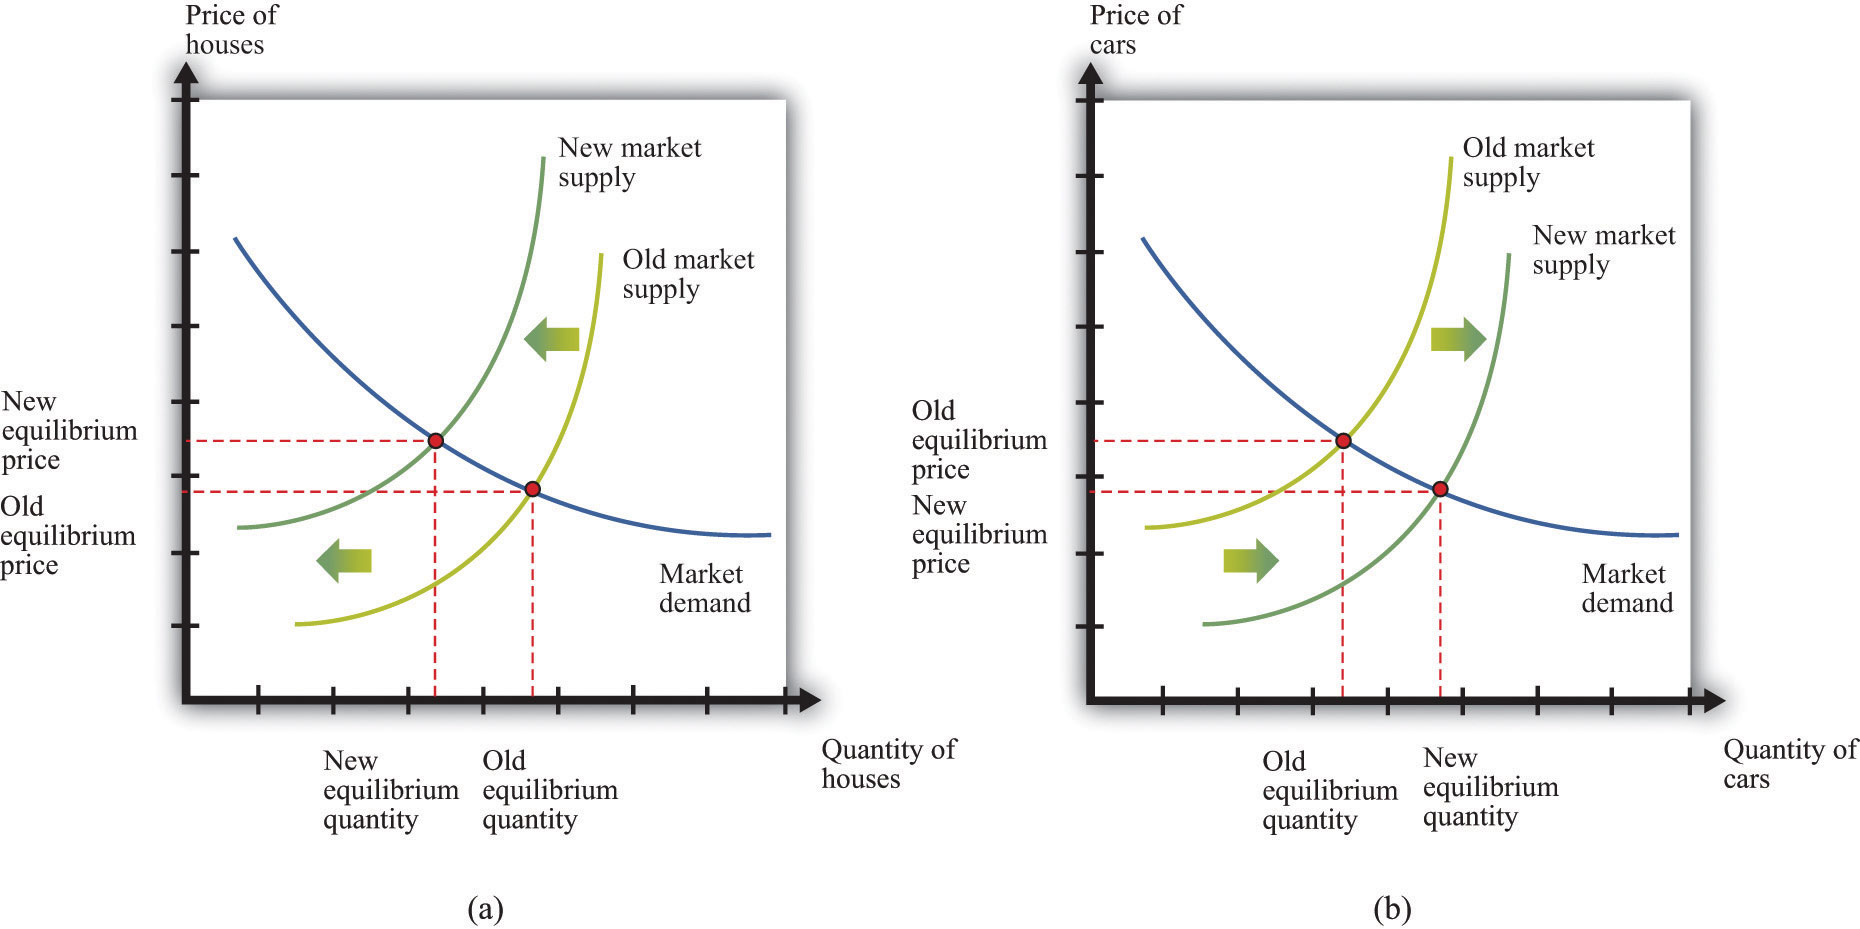 Price of
houses
New market
supply
Old market
supply
New
equilibrium
price
Old
equilibrium
price
Market
demand
Quantity of
houses
New
equilibrium
quantity
Old
equilibrium
quantity
(a)
Price of
cars
Old market
supply
New market
supply
Old
equilibrium
price
New
equilibrium
price
Market
demand
Quantity of
cars
Old
equilibrium
quantity
New
equilibrium
quantity
(b)